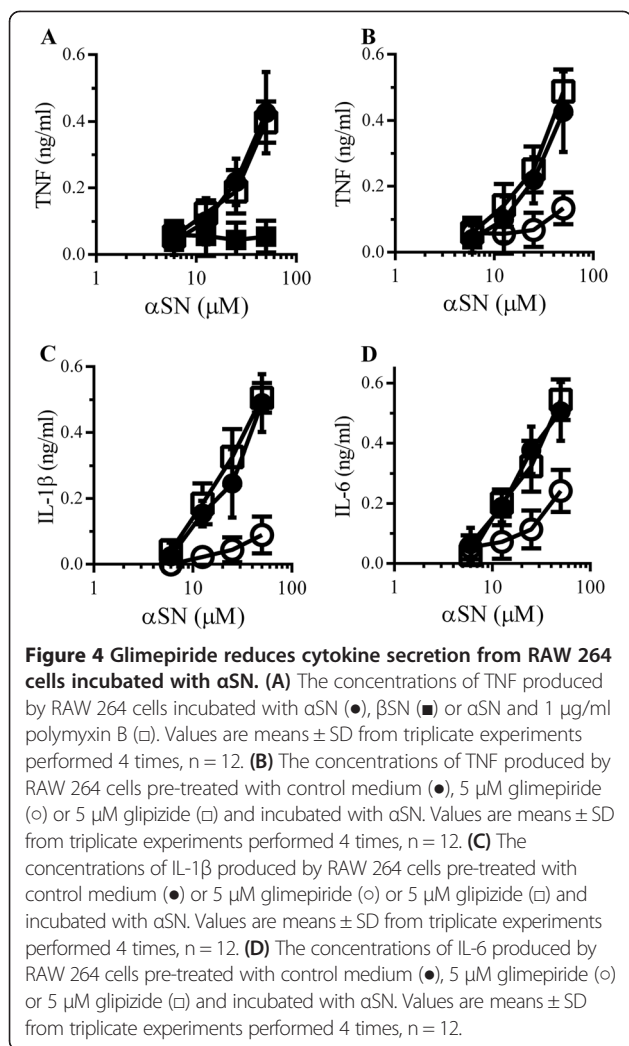 A
B
0.6
0.4
0.2
0.0
TNF (ng/ml)
1
10
100
αSN (μM)
0.6
0.4
0.2
0.0
TNF (ng/ml)
1
10
100
αSN (μM)
C
D
0.6
0.4
0.2
0.0
IL-1β (ng/ml)
1
10
100
αSN (μM)
0.6
0.4
0.2
0.0
IL-6 (ng/ml)
1
10
100
αSN (μM)
Figure 4 Glimepiride reduces cytokine secretion from RAW 264
cells incubated with αSN. (A) The concentrations of TNF produced
by RAW 264 cells incubated with αSN (●), βSN (■) or αSN and 1 μg/ml
polymyxin B (□). Values are means ± SD from triplicate experiments
performed 4 times, n = 12. (B) The concentrations of TNF produced by
RAW 264 cells pre-treated with control medium (●), 5 μM glimepiride
(○) or 5 μM glipizide (□) and incubated with αSN. Values are means ± SD
from triplicate experiments performed 4 times, n = 12. (C) The
concentrations of IL-1β produced by RAW 264 cells pre-treated with
control medium (●) or 5 μM glimepiride (○) or 5 μM glipizide (□) and
incubated with αSN. Values are means ± SD from triplicate experiments
performed 4 times, n = 12. (D) The concentrations of IL-6 produced by
RAW 264 cells pre-treated with control medium (●), 5 μM glimepiride (○)
or 5 μM glipizide (□) and incubated with αSN. Values are means ± SD
from triplicate experiments performed 4 times, n = 12.